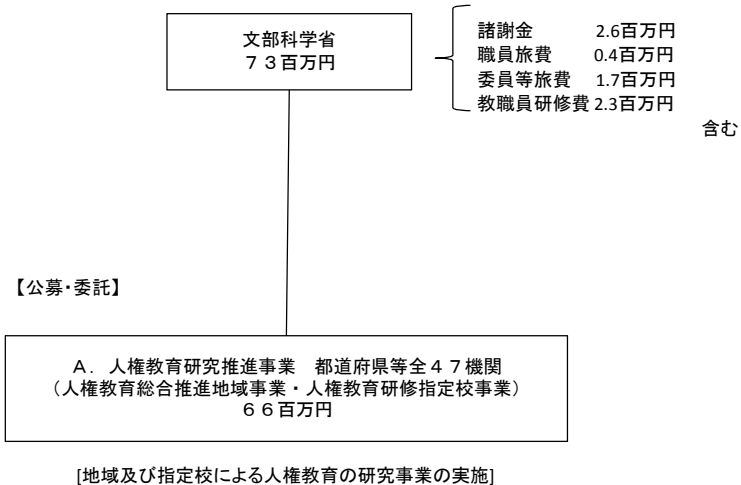 文部科学省
７３百万円
諸謝金 2.6百万円
職員旅費 0.4百万円
委員等旅費 1.7百万円
教職員研修費 2.3百万円
含む
【公募・委託】
Ａ．人権教育研究推進事業　都道府県等全４７機関
（人権教育総合推進地域事業・人権教育研修指定校事業）
６６百万円
[地域及び指定校による人権教育の研究事業の実施]